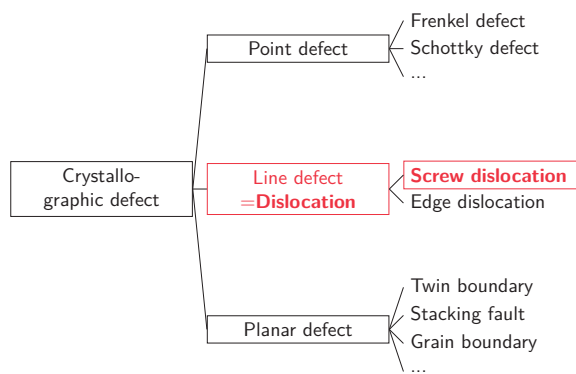 Frenkel defect
Point defect
Schottky defect
...
Crystallo-
graphic defect
Line defect
=Dislocation
Screw dislocation
Edge dislocation
Twin boundary
Stacking fault
Planar defect
Grain boundary
...